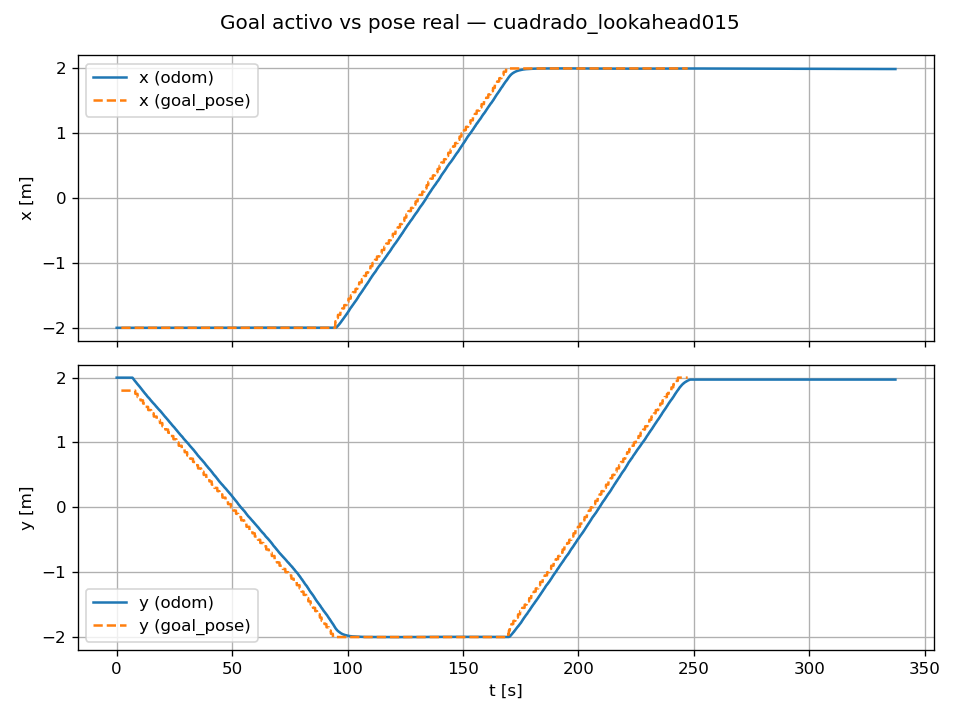 Goal activo vs pose real — cuadrado_lookahead015
x (odom)
x (goal_pose)
2
1
0
−1
−2
x [m]
2
1
0
−1
−2
y [m]
y (odom)
y (goal_pose)
0
50
100
150
200
250
300
350
t [s]